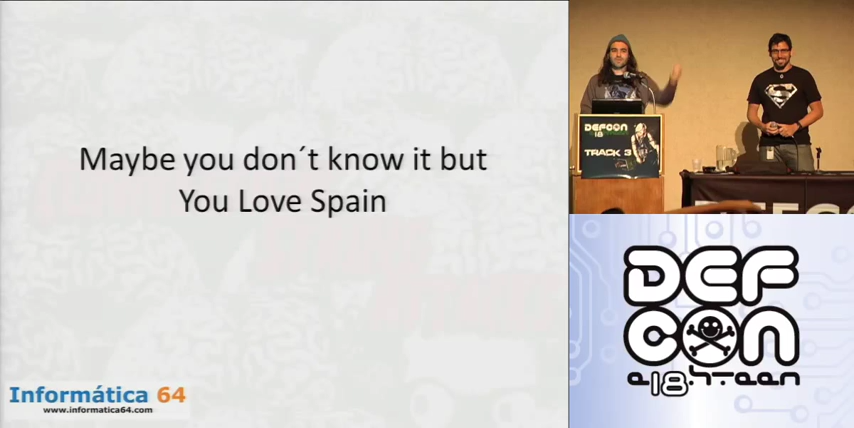 Maybe you don´t know it but
You Love Spain
Informática 64
www.informatica64.com
DEFCON
18
TRACK 3
DEF
CON
e18hteen